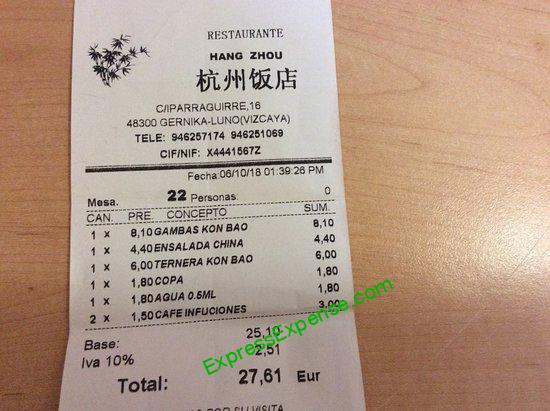 RESTAURANTE
HANG ZHOU
杭州饭店
C/IPARRAGUIRRE,16
48300 GERNIKA-LUNO(VIZCAYA)
TELE: 946257174 946251069
CIF/NIF: X4441567Z
Fecha:06/10/18 01:39:26 PM
Mesa. 22 Personas: 0
CAN. PRE. CONCEPTO SUM.
1 x 8,10 GAMBAS KON BAO 8,10
1 x 4,40 ENSALADA CHINA 4,40
1 x 6,00 TERNERA KON BAO 6,00
1 x 1,80 COPA 1,80
1 x 1,80 AGUA 0.5ML 1,80
2 x 1,50 CAFE INFUCIONES 3,00
Base: 25,10
Iva 10% 2,51
Total: 27,61 Eur
POR SU VISITA
ExpressExpense.com